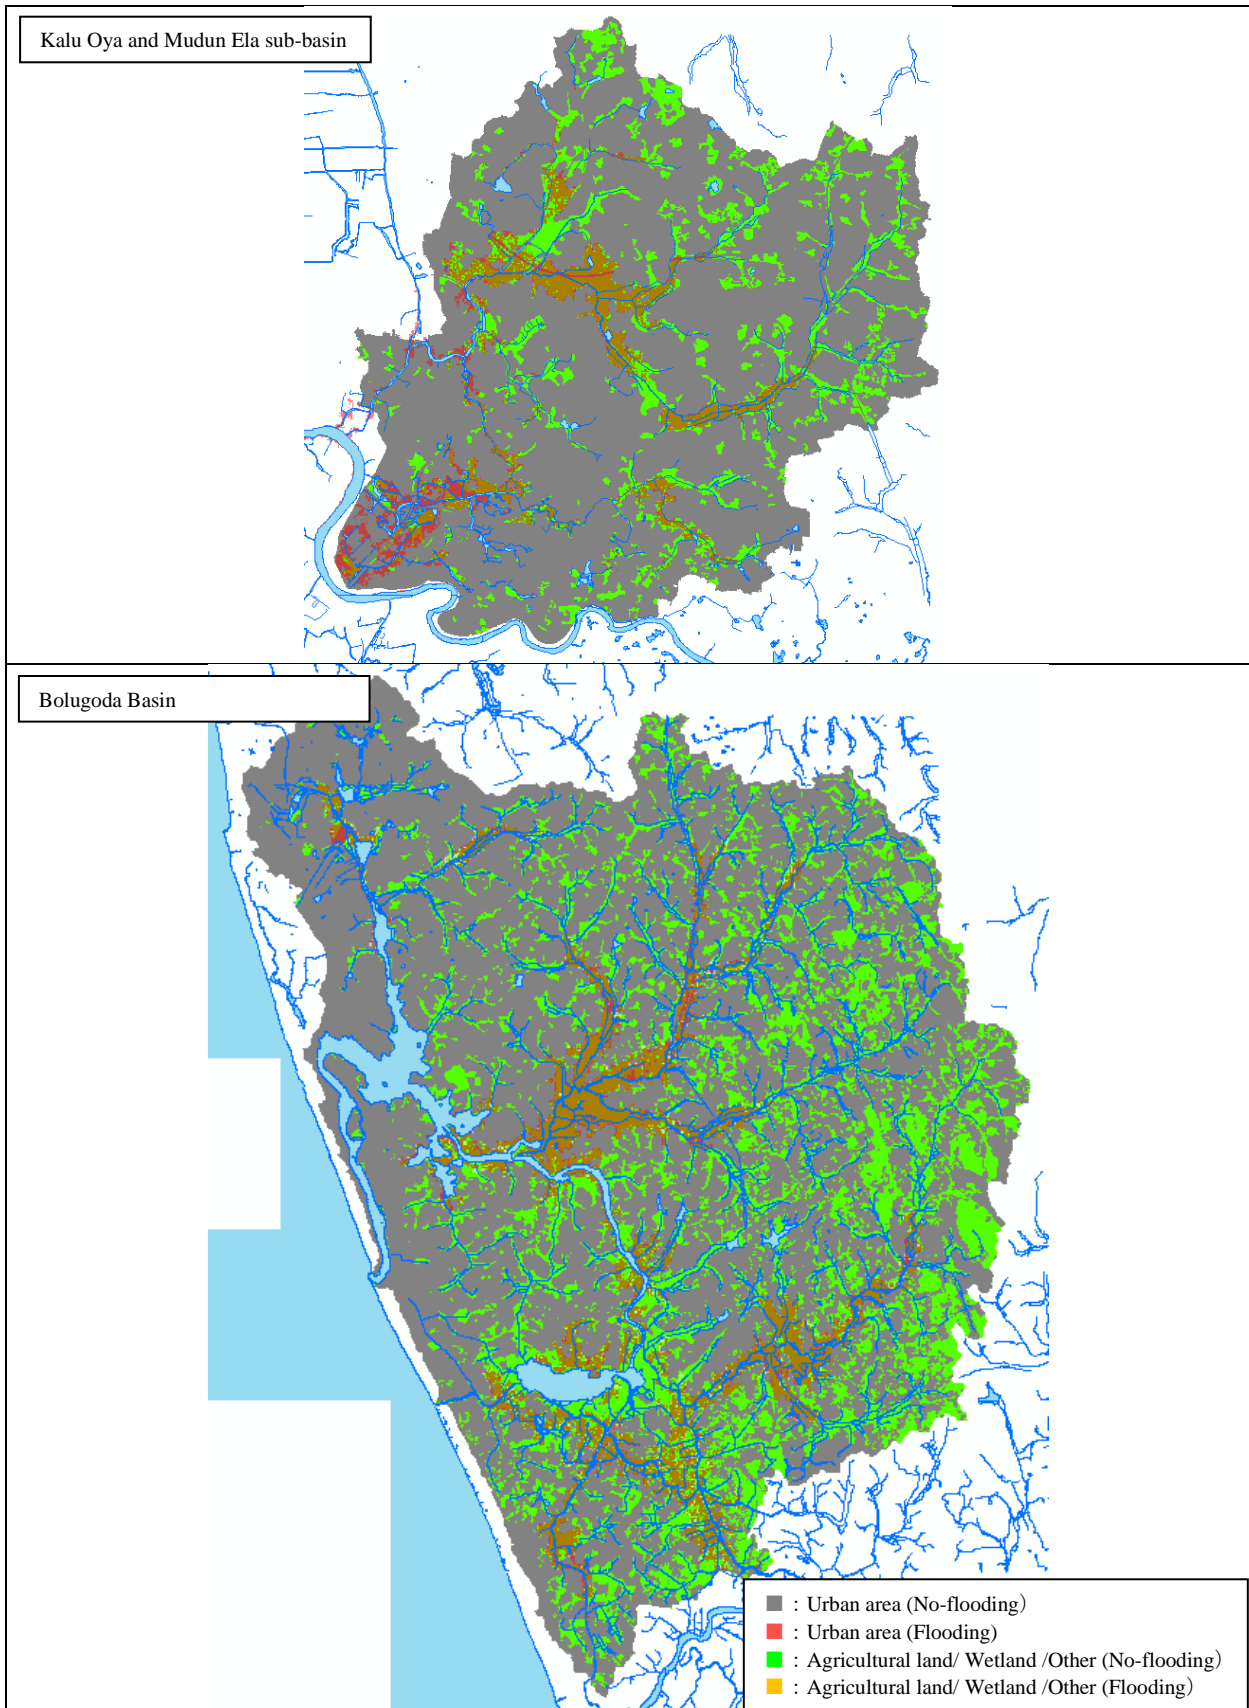 Kalu Oya and Mudun Ela sub-basin
Bolugoda Basin
: Urban area (No-flooding）
: Urban area (Flooding)
: Agricultural land/ Wetland /Other (No-flooding）
: Agricultural land/ Wetland /Other (Flooding）